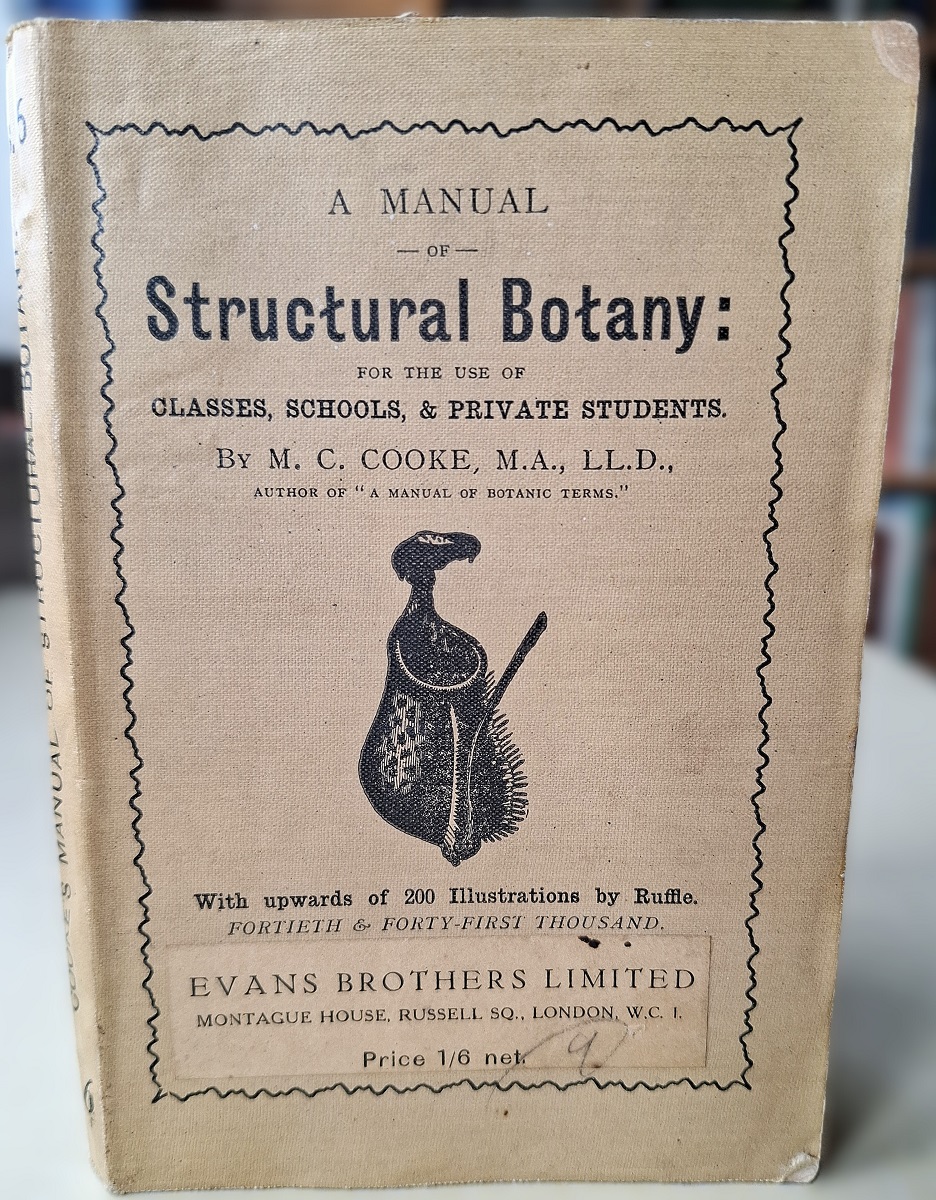 A MANUAL
— OF —
Structural Botany:
FOR THE USE OF
CLASSES, SCHOOLS, & PRIVATE STUDENTS.
By M. C. COOKE, M.A., LL.D.,
AUTHOR OF "A MANUAL OF BOTANIC TERMS."
With upwards of 200 Illustrations by Ruffle.
FORTIETH & FORTY-FIRST THOUSAND.
EVANS BROTHERS LIMITED
MONTAGUE HOUSE, RUSSELL SQ., LONDON, W.C. 1.
Price 1/6 net.
COOKE'S MANUAL OF STRUCTURAL BOTANY
6